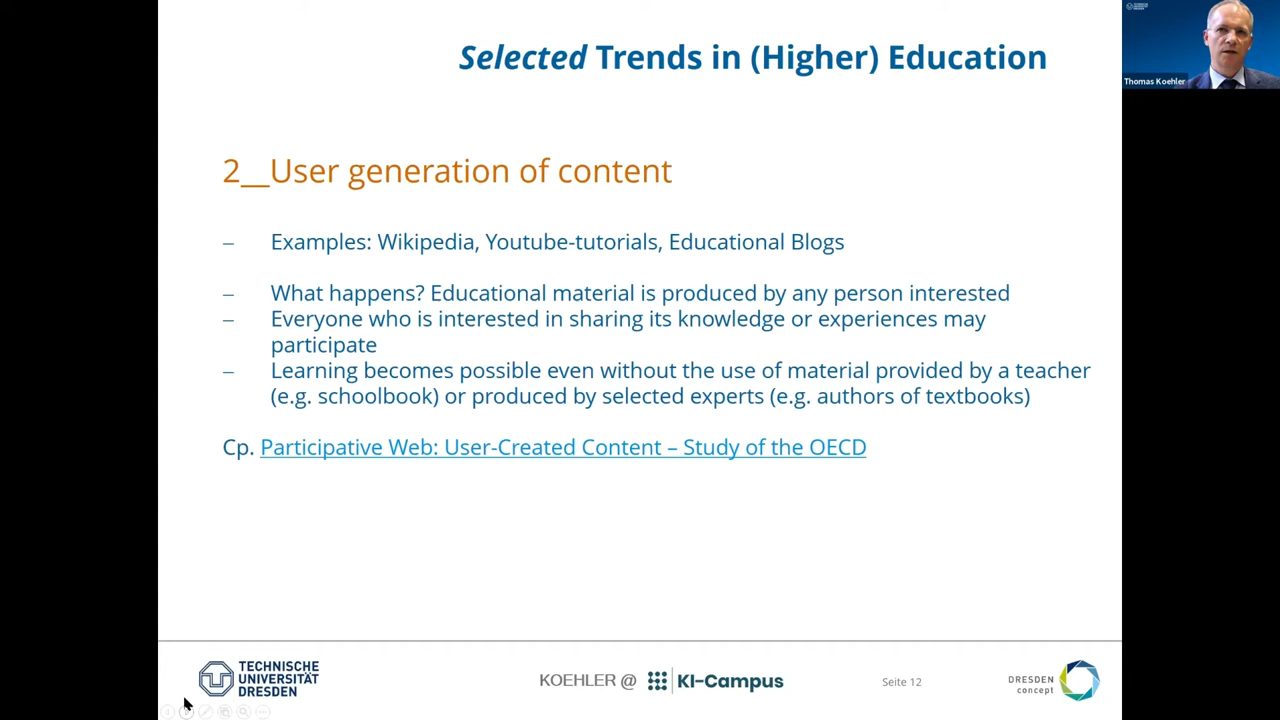 Selected Trends in (Higher) Education
Thomas Koehler
2__User generation of content
– Examples: Wikipedia, Youtube-tutorials, Educational Blogs
– What happens? Educational material is produced by any person interested
– Everyone who is interested in sharing its knowledge or experiences may
participate
– Learning becomes possible even without the use of material provided by a teacher
(e.g. schoolbook) or produced by selected experts (e.g. authors of textbooks)
Cp. Participative Web: User-Created Content – Study of the OECD
TECHNISCHE
UNIVERSITÄT
DRESDEN
KOEHLER @ KI-Campus
Seite 12
DRESDEN
concept